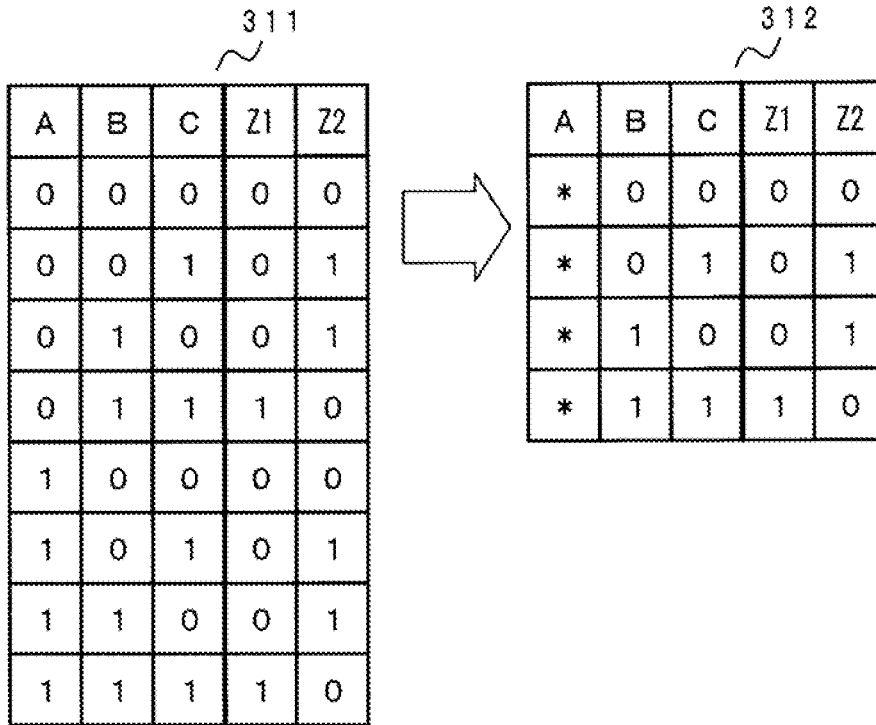 311
A B C Z1 Z2
0 0 0 0 0
0 0 1 0 1
0 1 0 0 1
0 1 1 1 0
1 0 0 0 0
1 0 1 0 1
1 1 0 0 1
1 1 1 1 0
312
A B C Z1 Z2
* 0 0 0 0
* 0 1 0 1
* 1 0 0 1
* 1 1 1 0